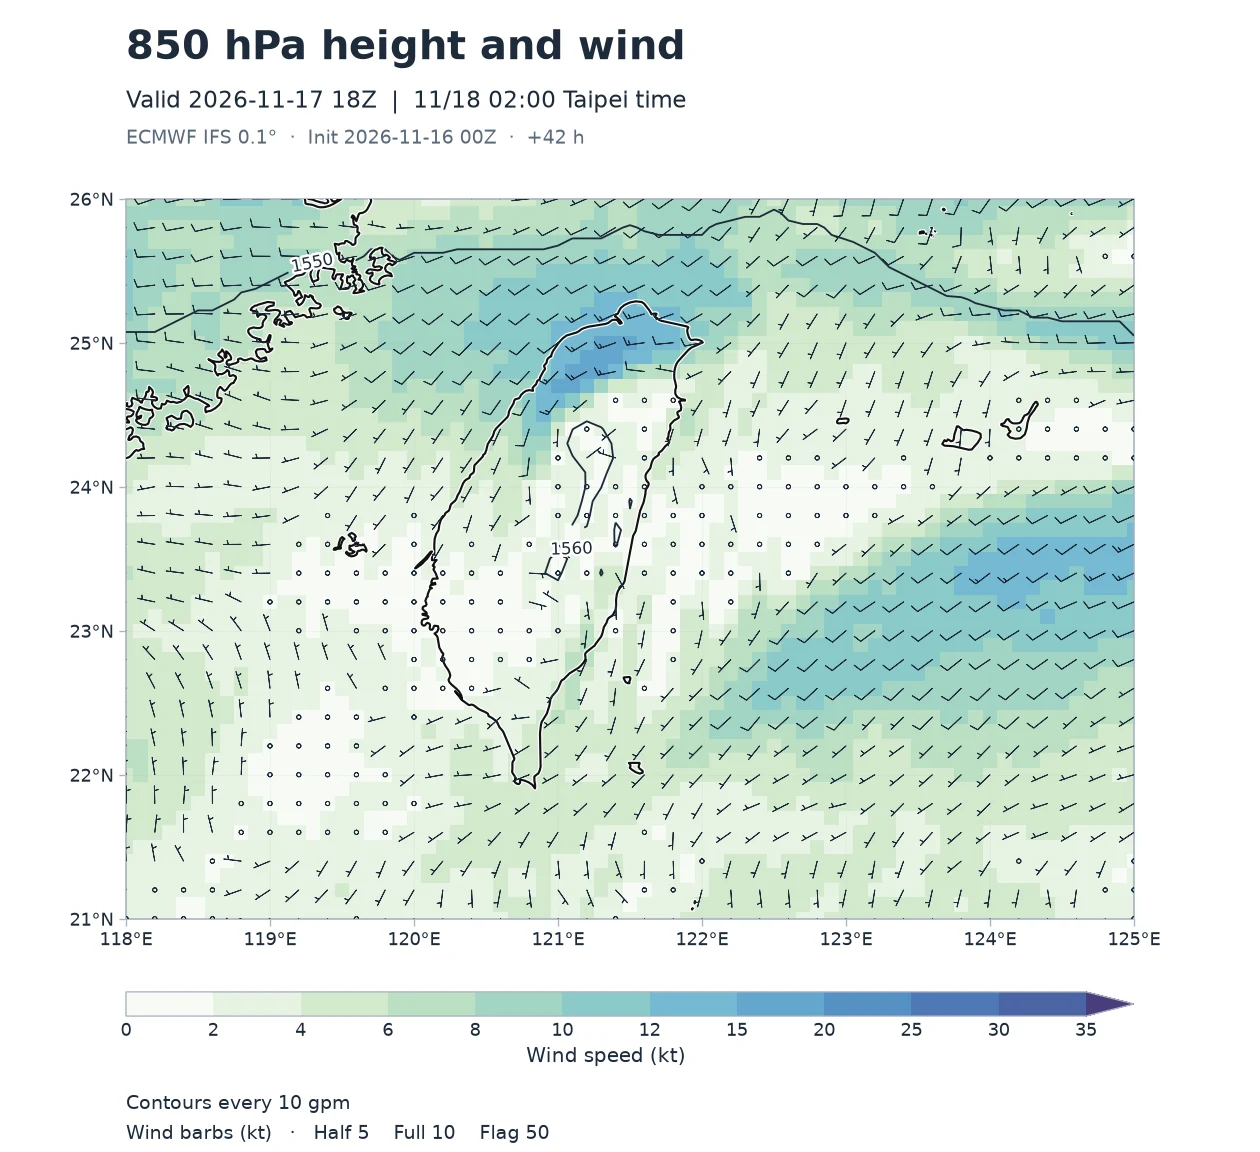 850 hPa height and wind
Valid 2026-11-17 18Z | 11/18 02:00 Taipei time
ECMWF IFS 0.1° · Init 2026-11-16 00Z · +42 h
26°N
25°N
24°N
23°N
22°N
21°N
1550
1560
118°E 119°E 120°E 121°E 122°E 123°E 124°E 125°E
0 2 4 6 8 10 12 15 20 25 30 35
Wind speed (kt)
Contours every 10 gpm
Wind barbs (kt) · Half 5 Full 10 Flag 50